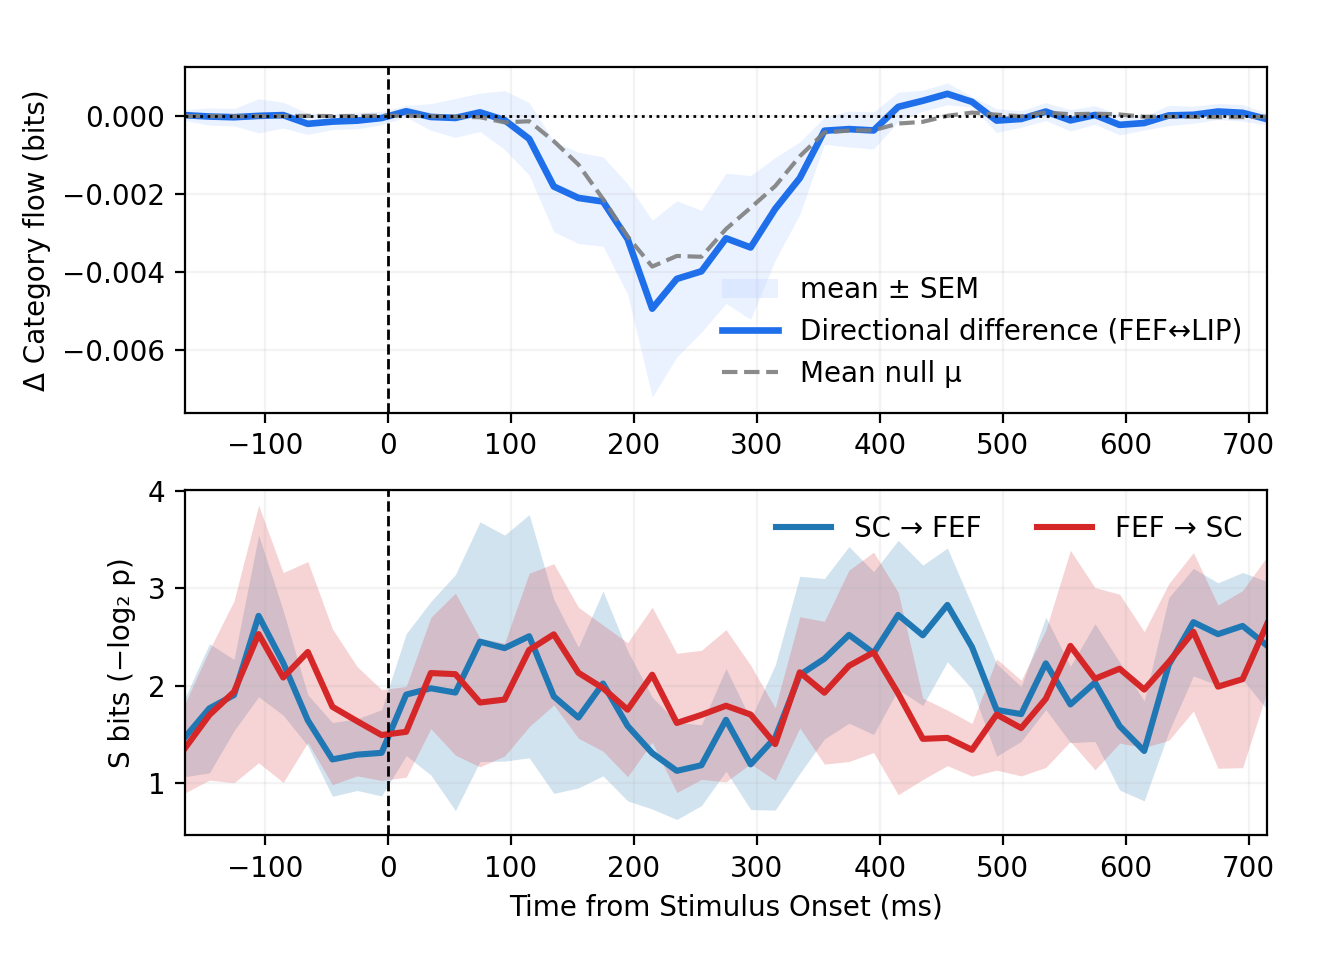 Δ Category flow (bits)
0.000
−0.002
−0.004
−0.006
mean ± SEM
Directional difference (FEF↔LIP)
Mean null μ
−100 0 100 200 300 400 500 600 700
S bits (−log₂ p)
4
3
2
1
SC → FEF FEF → SC
−100 0 100 200 300 400 500 600 700
Time from Stimulus Onset (ms)